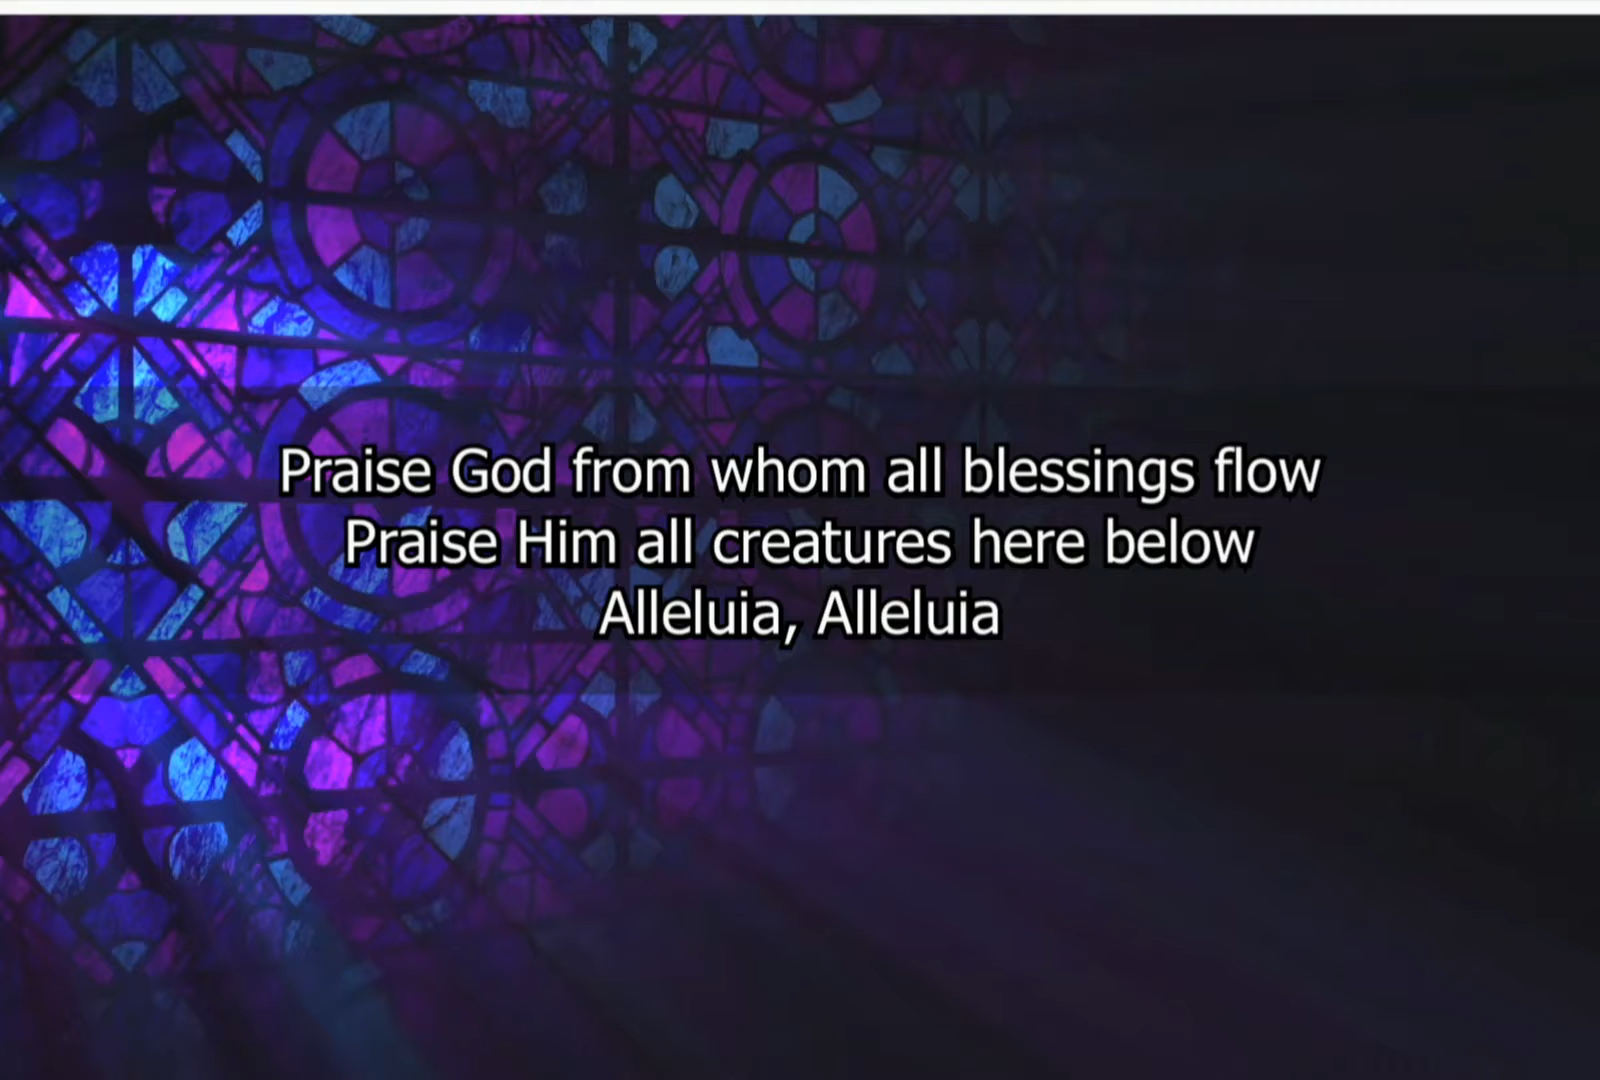 Praise God from whom all blessings flow
Praise Him all creatures here below
Alleluia, Alleluia